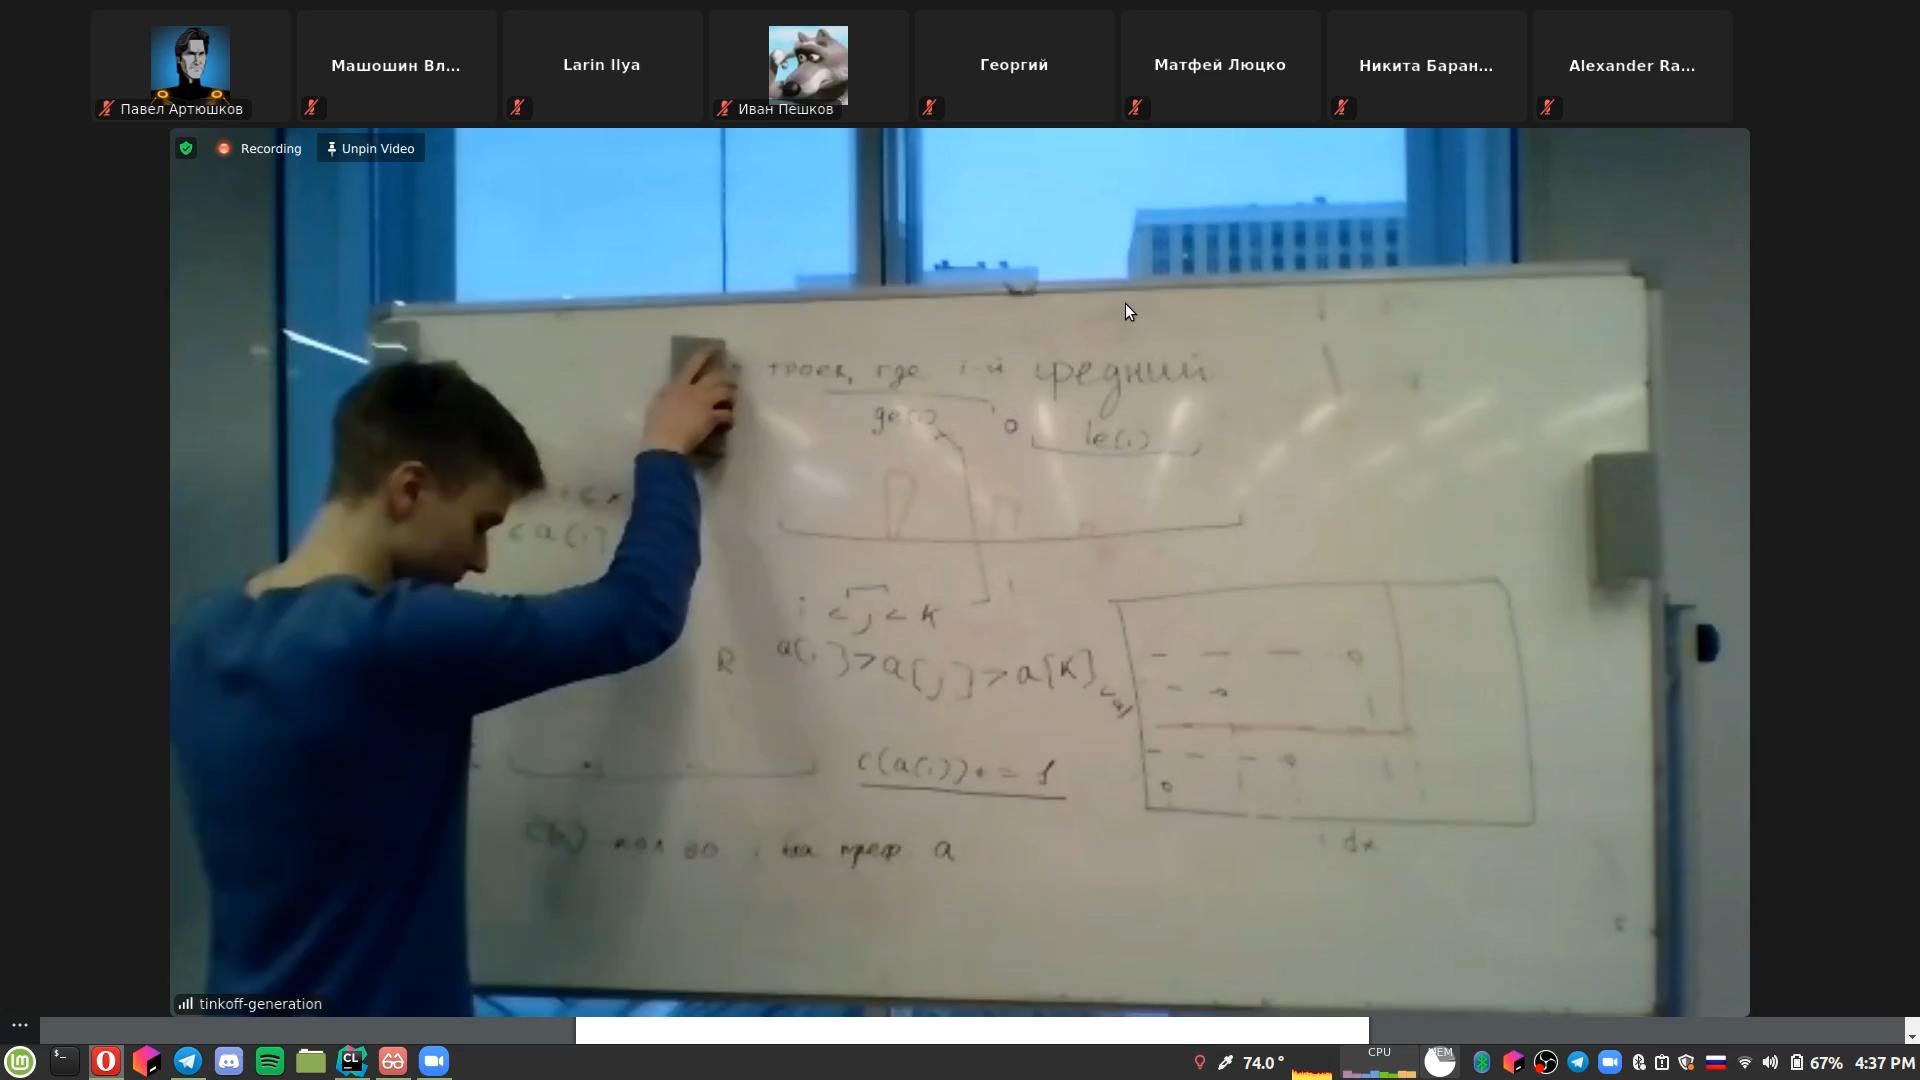 Павел Артюшков
Машошин Вл...
Larin Ilya
Иван Пешков
Георгий
Матфей Люцко
Никита Баран...
Alexander Ra...
Recording
Unpin Video
троек, где i-й средний
ge(i)
le(i)
< a[i]
i < j < k
R
a[i] > a[j] > a[k]
c(a(i)) += 1
кол во
на преф a
dx
tinkoff-generation
CL
74.0°
CPU
MEM
67%
4:37 PM